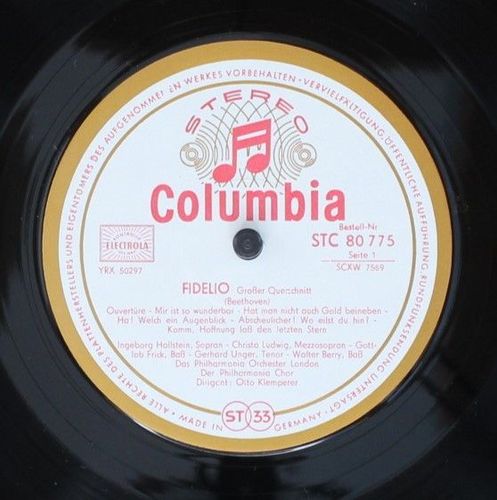 ALLE RECHTE DES PLATTENHERSTELLERS UND EIGENTÜMERS DES AUFGENOMMENEN WERKES VORBEHALTEN • VERVIELFÄLTIGUNG, ÖFFENTLICHE AUFFÜHRUNG, RUNDFUNKSENDUNG UNTERSAGT •
STEREO
Columbia
ELECTROLA
YRX 50297
Bestell-Nr
STC 80 775
Seite 1
SCXW 7569
FIDELIO Großer Querschnitt
(Beethoven)
Ouvertüre - Mir ist so wunderbar - Hat man nicht auch Gold beineben -
Ha! Welch ein Augenblick - Abscheulicher! Wo eilst du hin? -
Komm, Hoffnung laß den letzten Stern
Ingeborg Hallstein, Sopran - Christa Ludwig, Mezzosopran - Gott-
lob Frick, Baß - Gerhard Unger, Tenor - Walter Berry, Baß
Das Philharmonia Orchester London
Der Philharmonia Chor
Dirigent: Otto Klemperer
MADE IN GERMANY
ST 33